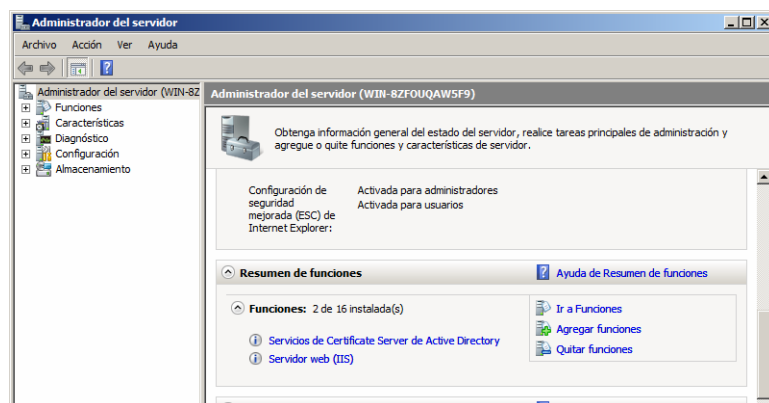 Administrador del servidor
Archivo Acción Ver Ayuda
Administrador del servidor (WIN-8Z
Funciones
Características
Diagnóstico
Configuración
Almacenamiento
Administrador del servidor (WIN-8ZFOUQAW5F9)
Obtenga información general del estado del servidor, realice tareas principales de administración y
agregue o quite funciones y características de servidor.
Configuración de
seguridad
mejorada (ESC) de
Internet Explorer:
Activada para administradores
Activada para usuarios
Resumen de funciones
Ayuda de Resumen de funciones
Funciones: 2 de 16 instalada(s)
Servicios de Certificate Server de Active Directory
Servidor web (IIS)
Ir a Funciones
Agregar funciones
Quitar funciones